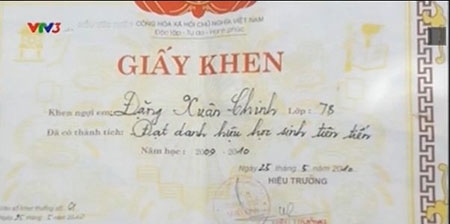 VTV3
CỘNG HÒA XÃ HỘI CHỦ NGHĨA VIỆT NAM
Độc lập - Tự do - Hạnh phúc
GIẤY KHEN
Khen ngợi em: Đặng Xuân Chinh Lớp: 7B
Đã có thành tích: Đạt danh hiệu học sinh tiên tiến
Năm học: 2009 - 2010
Ngày 25 tháng 5 năm 2010
HIỆU TRƯỞNG